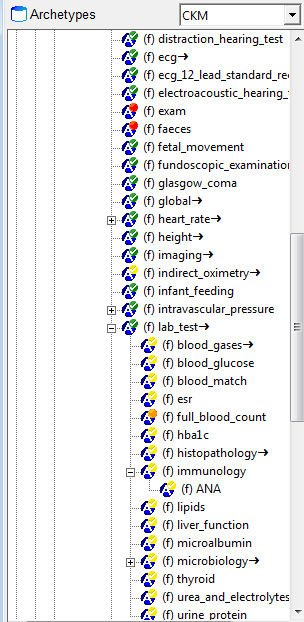 Archetypes CKM
(f) distraction_hearing_test
(f) ecg→
(f) ecg_12_lead_standard_rec
(f) electroacoustic_hearing_
(f) exam
(f) faeces
(f) fetal_movement
(f) fundoscopic_examination
(f) glasgow_coma
(f) global→
(f) heart_rate→
(f) height→
(f) imaging→
(f) indirect_oximetry→
(f) infant_feeding
(f) intravascular_pressure
(f) lab_test→
(f) blood_gases→
(f) blood_glucose
(f) blood_match
(f) esr
(f) full_blood_count
(f) hba1c
(f) histopathology→
(f) immunology
(f) ANA
(f) lipids
(f) liver_function
(f) microalbumin
(f) microbiology→
(f) thyroid
(f) urea_and_electrolytes
(f) urine_protein